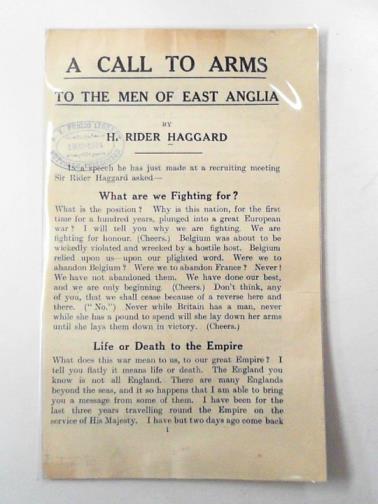 A CALL TO ARMS
TO THE MEN OF EAST ANGLIA
BY
H. RIDER HAGGARD
In a speech he has just made at a recruiting meeting
Sir Rider Haggard asked—
What are we Fighting for?
What is the position? Why is this nation, for the first
time for a hundred years, plunged into a great European
war? I will tell you why we are fighting. We are
fighting for honour. (Cheers.) Belgium was about to be
wickedly violated and wrecked by a hostile host. Belgium
relied upon us—upon our plighted word. Were we to
abandon Belgium? Were we to abandon France? Never!
We have not abandoned them. We have done our best,
and we are only beginning. (Cheers.) Don't think, any
of you, that we shall cease because of a reverse here and
there. ("No.") Never while Britain has a man, never
while she has a pound to spend will she lay down her arms
until she lays them down in victory. (Cheers.)
Life or Death to the Empire
What does this war mean to us, to our great Empire? I
tell you flatly it means life or death. The England you
know is not all England. There are many Englands
beyond the seas, and it so happens that I am able to bring
you a message from some of them. I have been for the
last three years travelling round the Empire on the
service of His Majesty. I have but two days ago come back
1